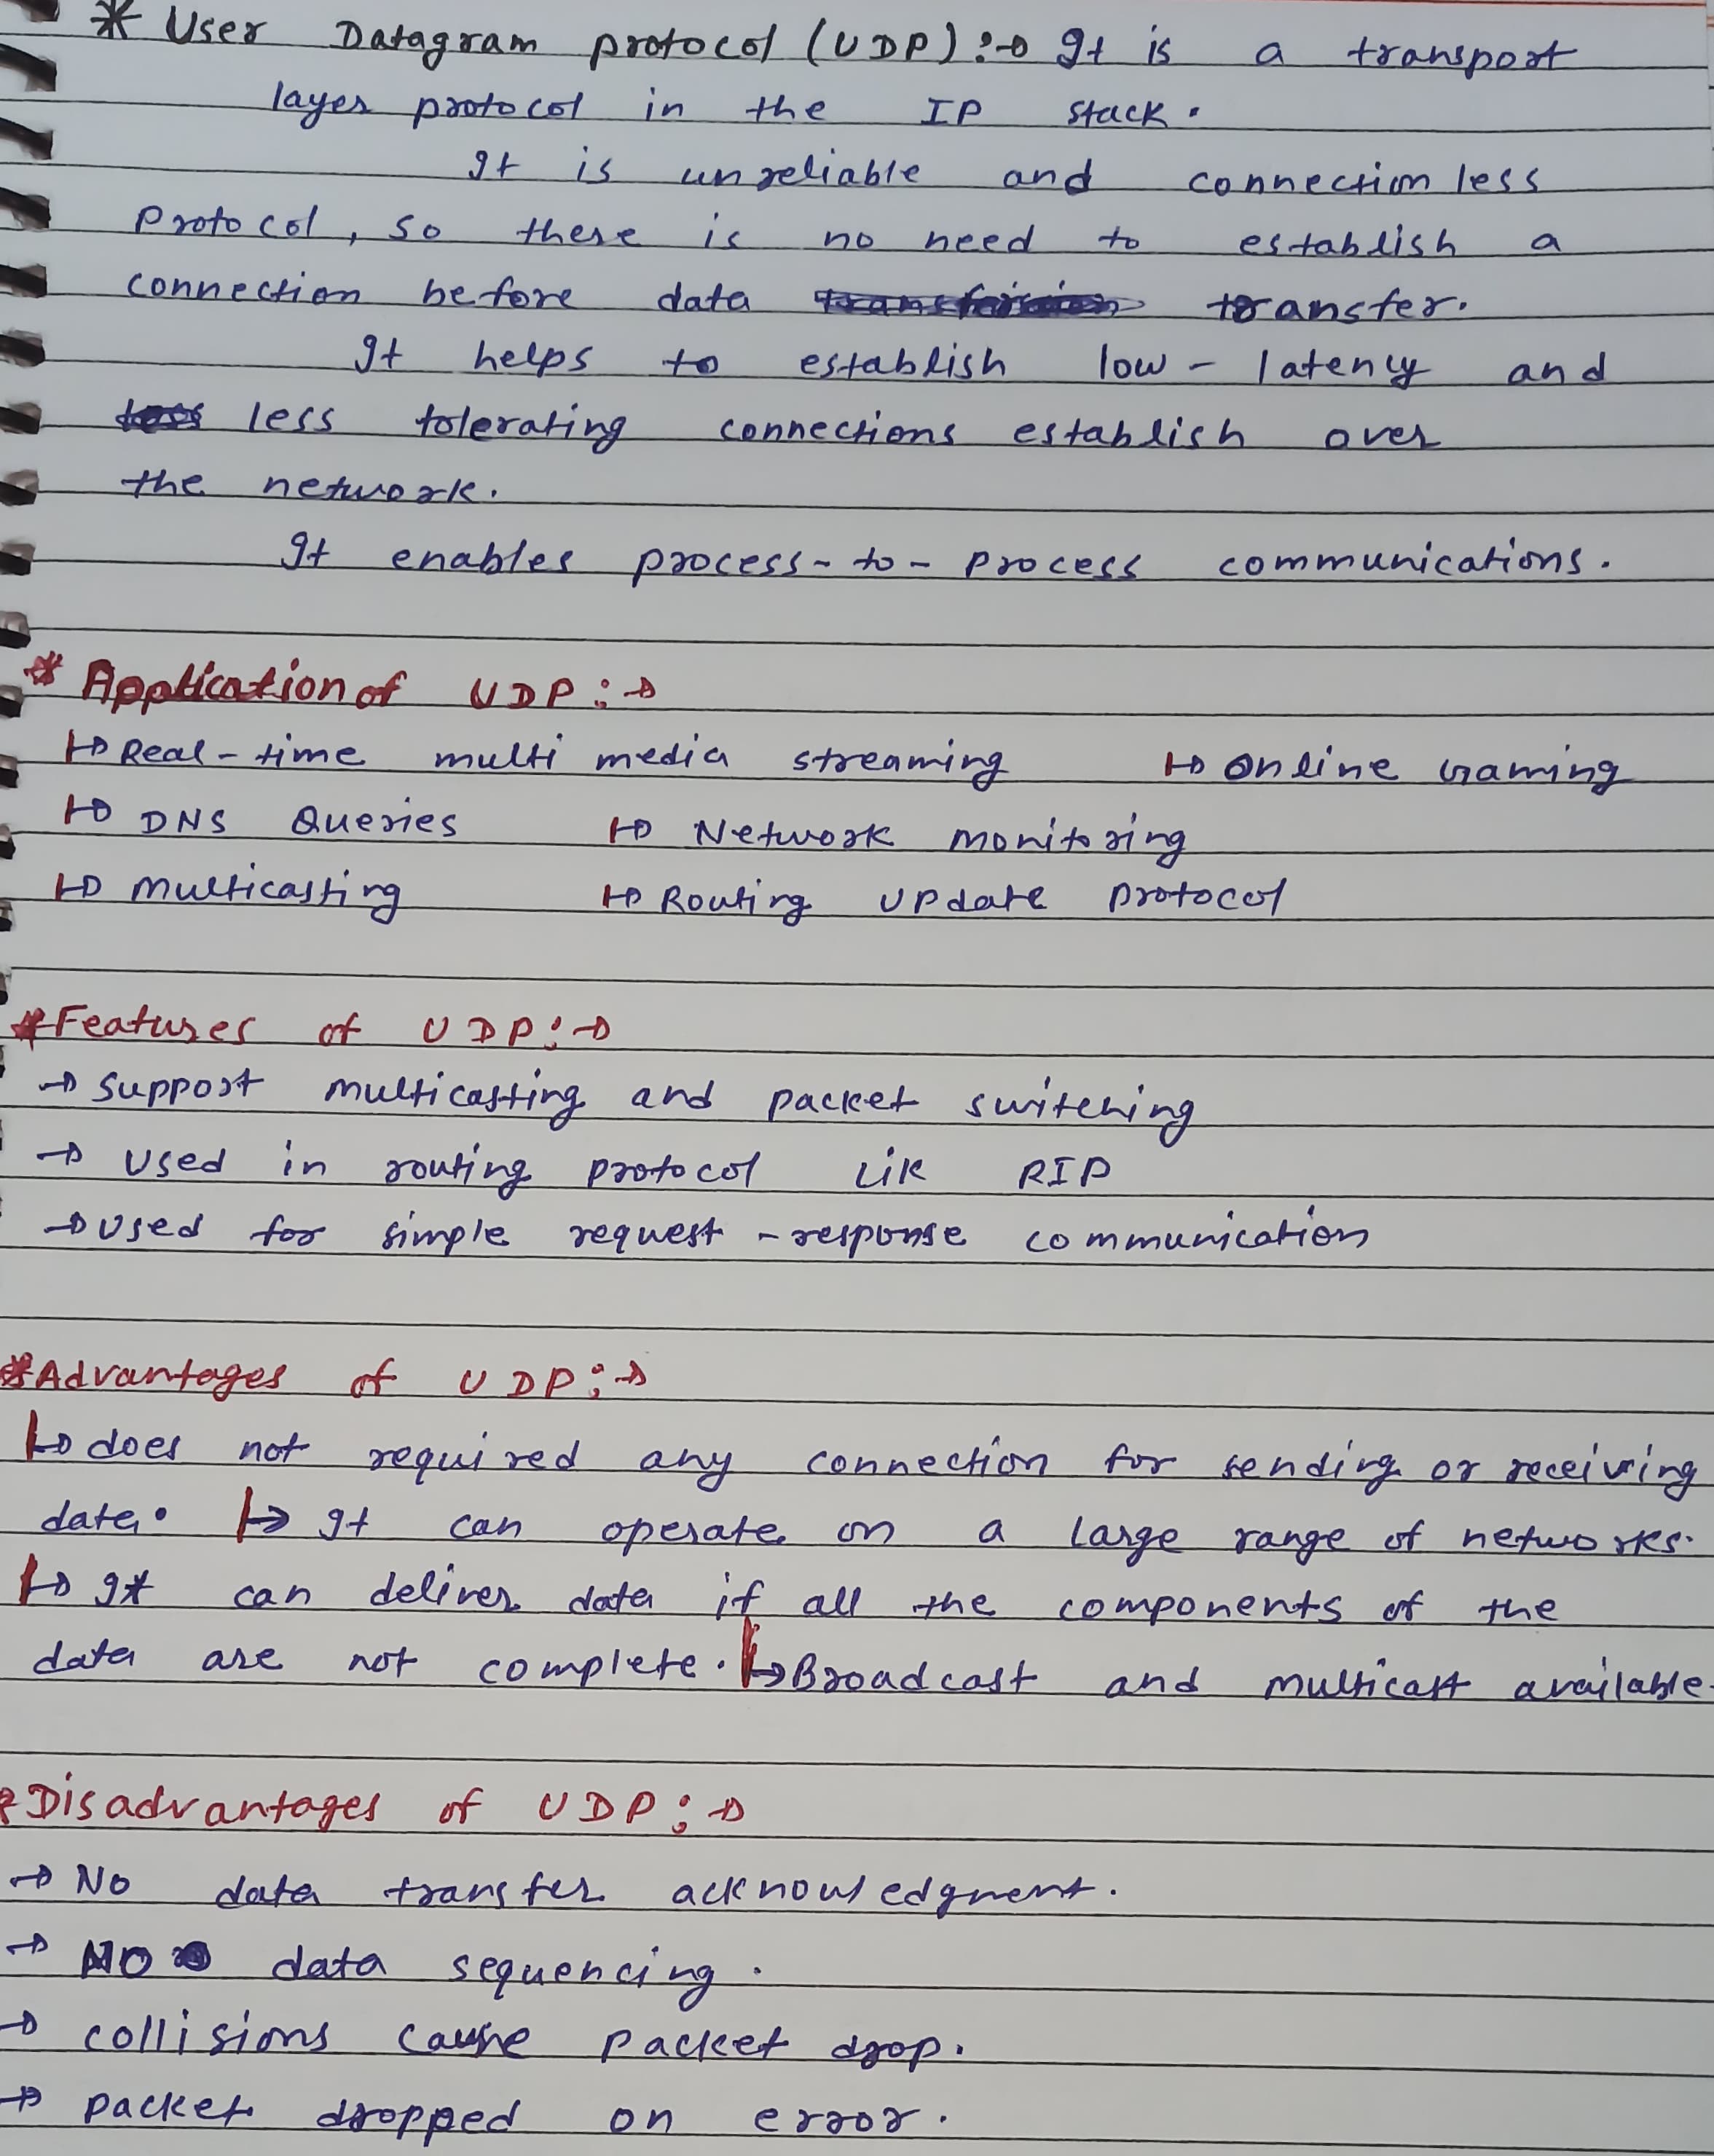 * User Datagram protocol (UDP) :→ It is a transport
layer protocol in the IP stack.
It is unreliable and connection less
protocol, so there is no need to establish a
connection before data transfer.
It helps to establish low - latency and
less tolerating connections establish over
the network.
It enables process - to - process communications.
* Application of UDP :→
↦ Real - time multi media streaming ↦ Online Gaming
↦ DNS Queries ↦ Network monitoring
↦ multicasting ↦ Routing update protocol
* Features of UDP :→
→ support multicasting and packet switching
→ used in routing protocol lik RIP
→ used for simple request - response communication
* Advantages of UDP :→
↦ does not required any connection for sending or receiving
data. ↦ It can operate on a large range of networks.
↦ It can deliver data if all the components of the
data are not complete. ↦ Broadcast and multicast available.
* Disadvantages of UDP :→
→ No data transfer acknowledgment.
→ NO data sequencing.
→ collisions cause packet drop.
→ packet dropped on error.